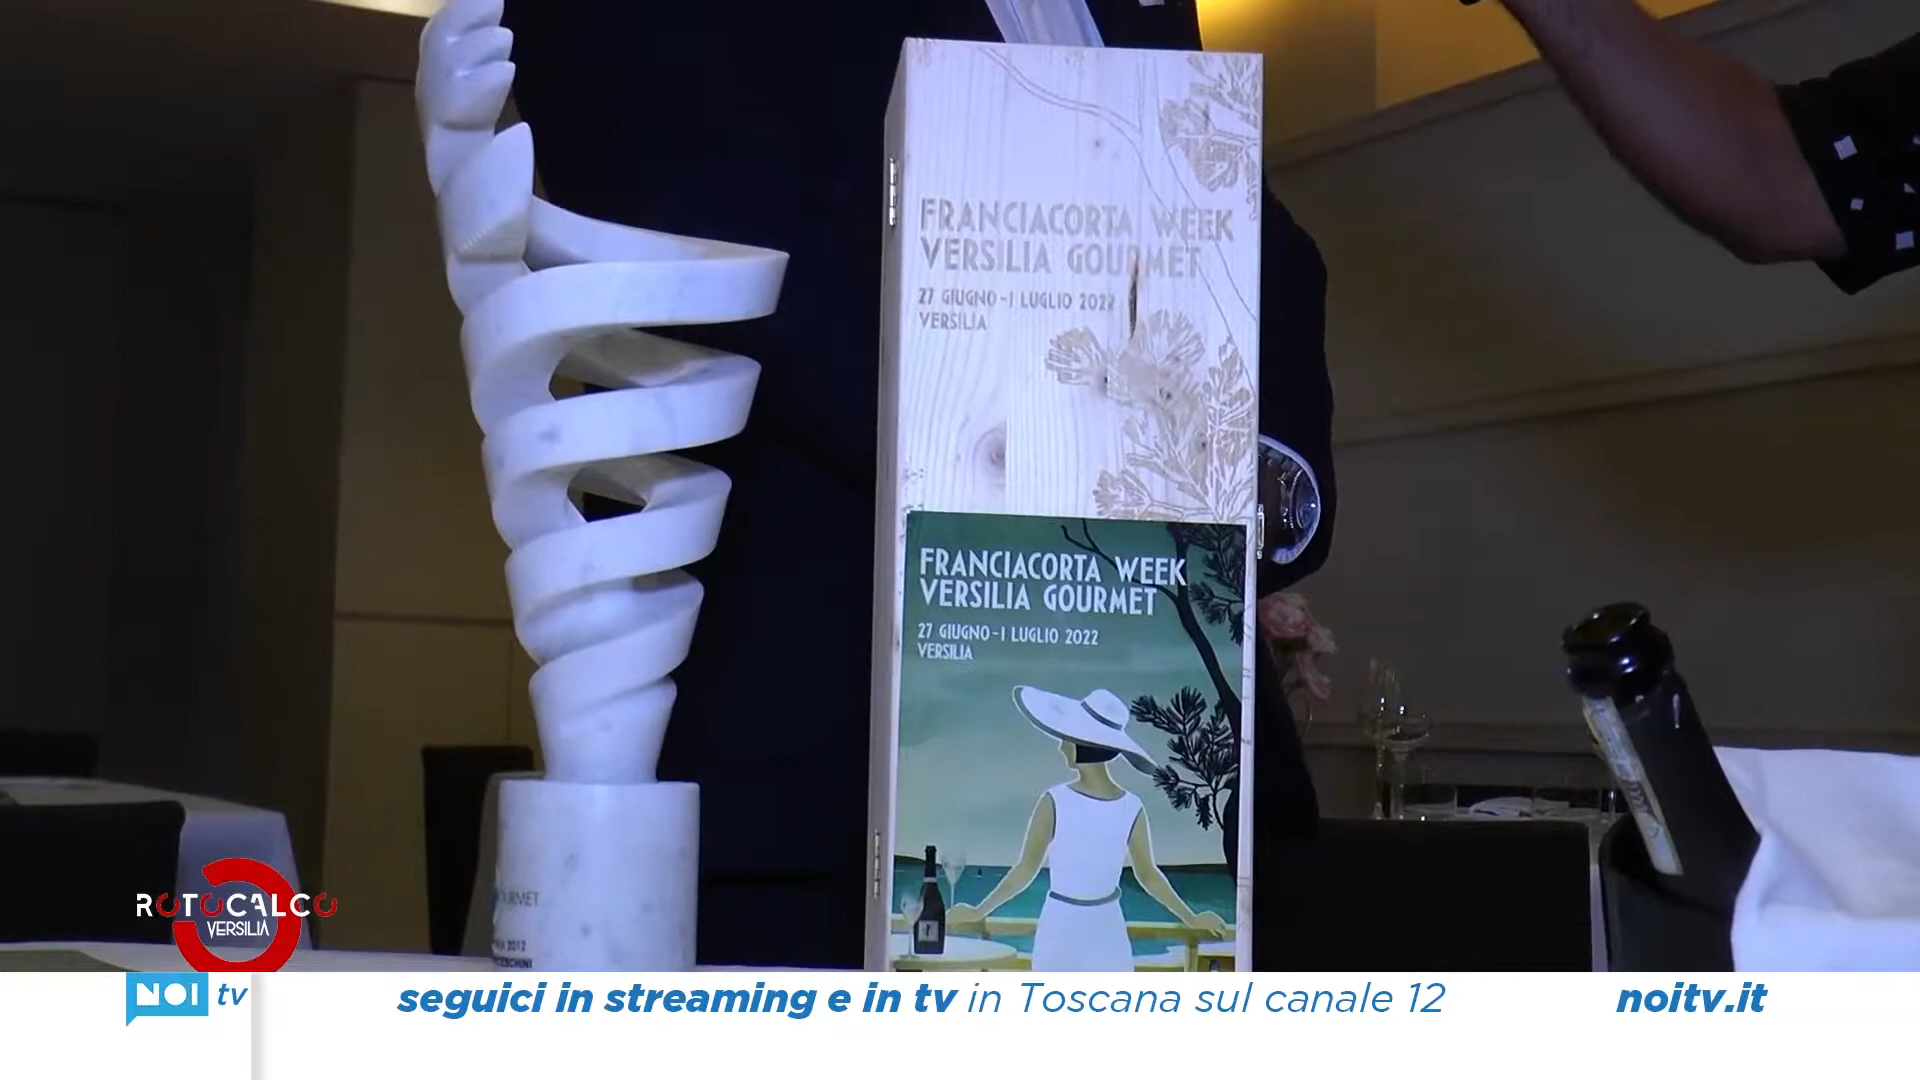 FRANCIACORTA WEEK
VERSILIA GOURMET
27 GIUGNO-1 LUGLIO 2022
VERSILIA
FRANCIACORTA WEEK
VERSILIA GOURMET
27 GIUGNO-1 LUGLIO 2022
VERSILIA
2012
ROTOCALCO
VERSILIA
NOI tv
seguici in streaming e in tv in Toscana sul canale 12
noitv.it